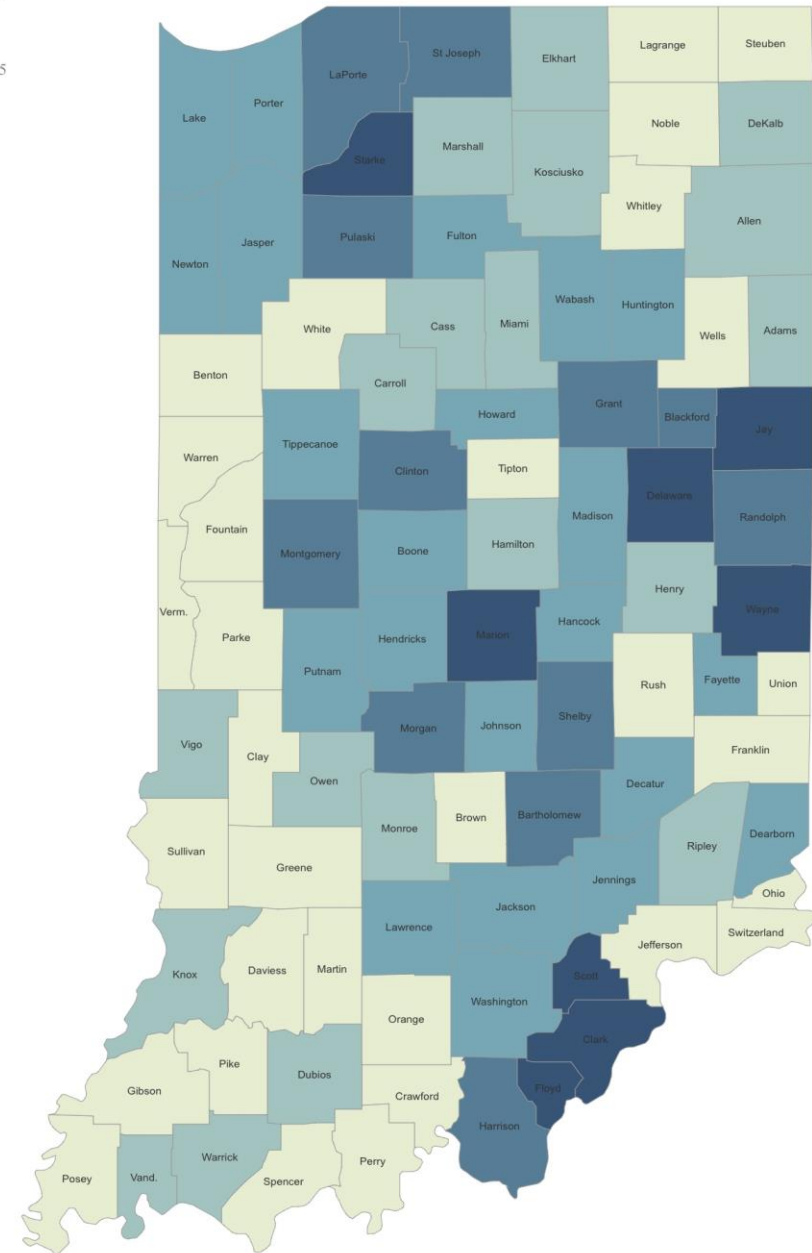 5
St Joseph
Lagrange
Steuben
LaPorte
Elkhart
Porter
Lake
Noble
DeKalb
Marshall
Starke
Kosciusko
Whitley
Allen
Pulaski
Fulton
Jasper
Newton
Wabash
Huntington
Miami
Cass
White
Adams
Wells
Benton
Carroll
Grant
Howard
Blackford
Jay
Tippecanoe
Warren
Clinton
Tipton
Delaware
Madison
Randolph
Fountain
Montgomery
Boone
Hamilton
Henry
Verm.
Wayne
Hancock
Parke
Hendricks
Marion
Putnam
Fayette
Rush
Union
Morgan
Johnson
Shelby
Vigo
Franklin
Clay
Owen
Decatur
Bartholomew
Brown
Monroe
Dearborn
Ripley
Sullivan
Greene
Jennings
Ohio
Jackson
Lawrence
Switzerland
Jefferson
Knox
Daviess
Martin
Scott
Washington
Orange
Clark
Pike
Dubios
Gibson
Floyd
Crawford
Harrison
Warrick
Perry
Posey
Vand.
Spencer